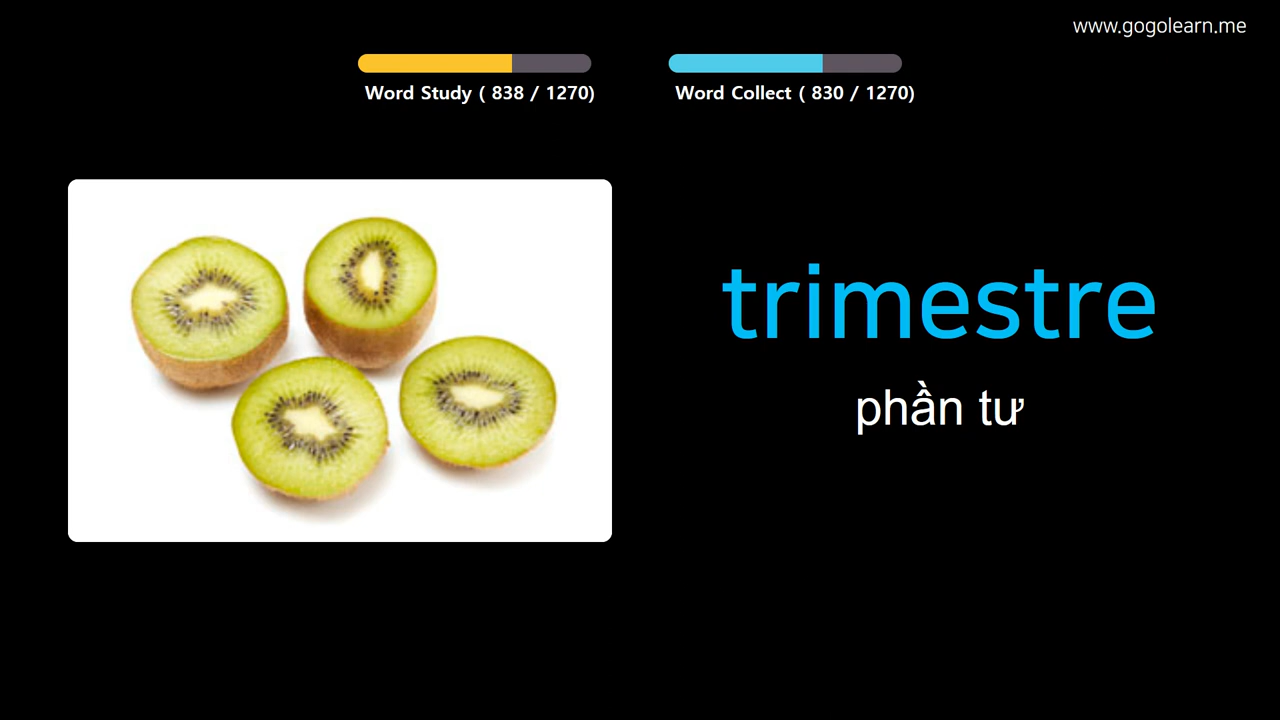 www.gogolearn.me
Word Study ( 838 / 1270)
Word Collect ( 830 / 1270)
trimestre
phần tư